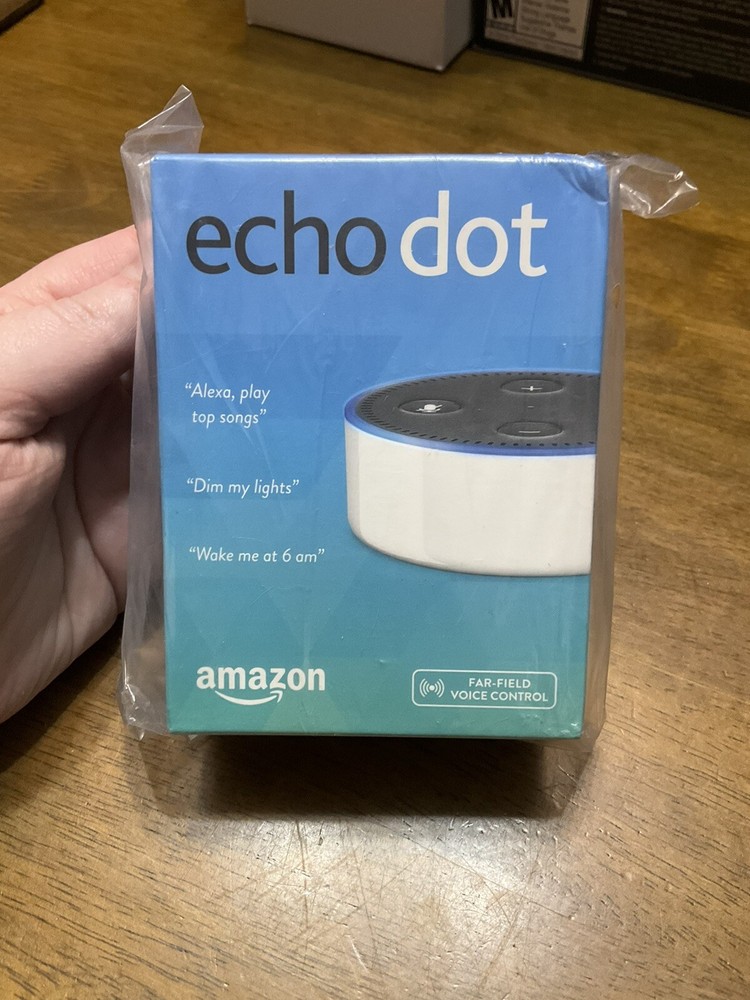 echo dot
“Alexa, play
top songs”
“Dim my lights”
“Wake me at 6 am”
amazon
FAR-FIELD
VOICE CONTROL
M